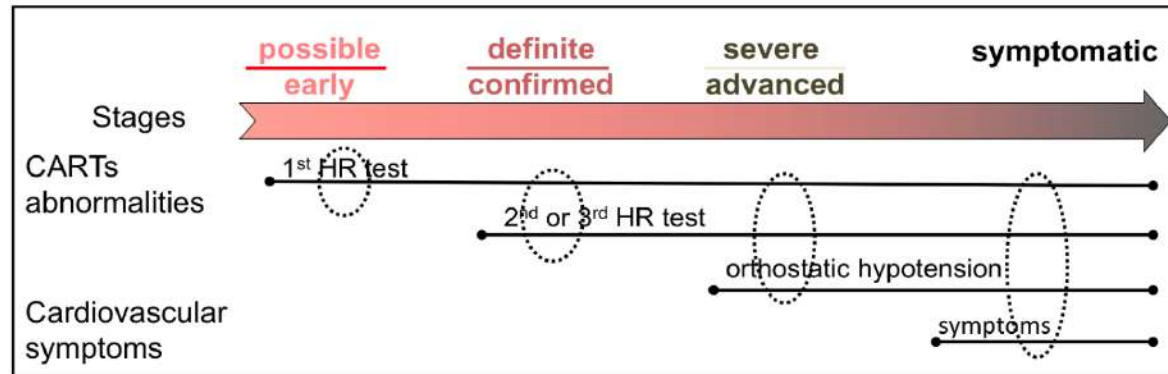 possible
early
definite
confirmed
severe
advanced
symptomatic
Stages
CARTs
abnormalities
1st HR test
2nd or 3rd HR test
orthostatic hypotension
Cardiovascular
symptoms
symptoms